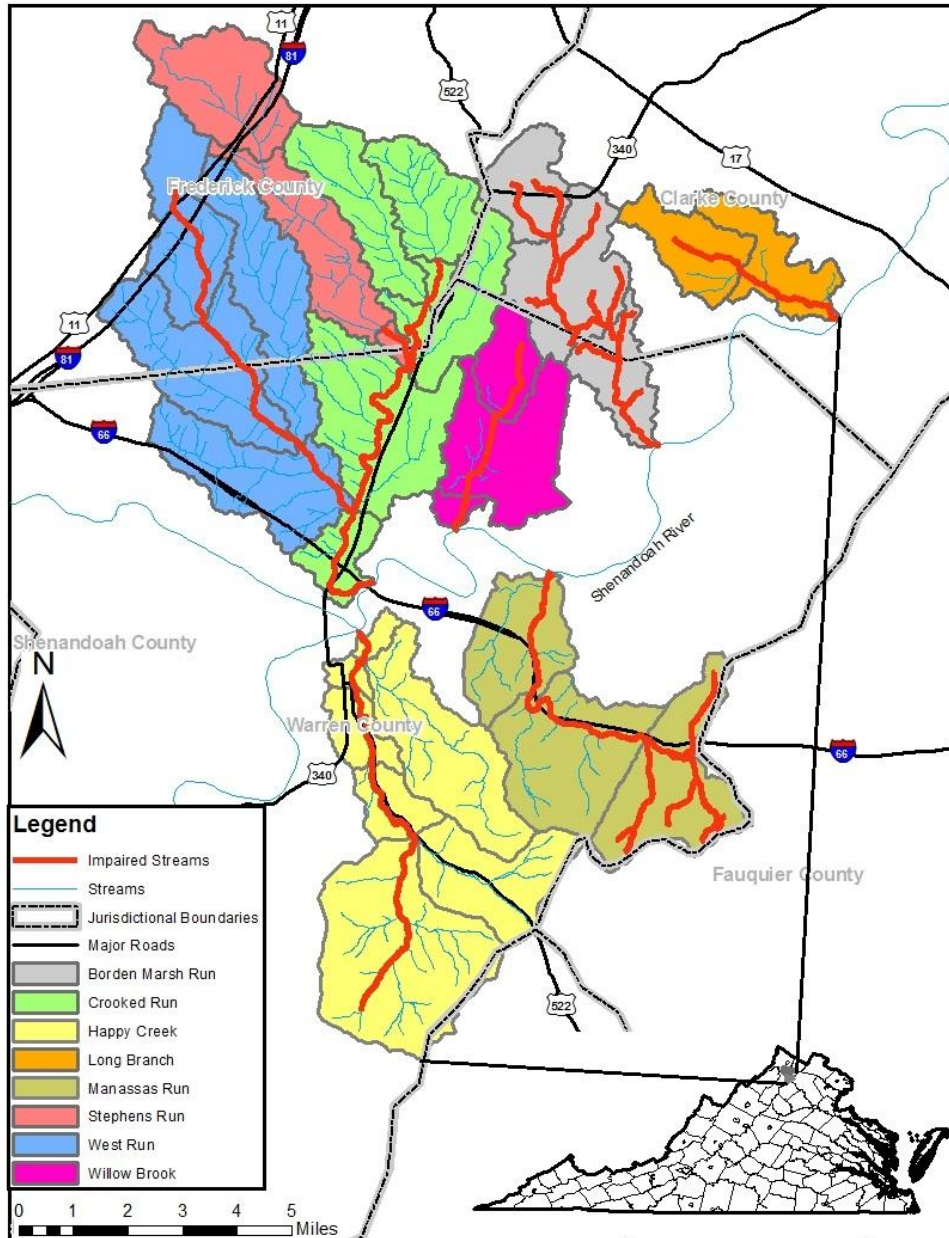 11
81
522
340
17
Frederick County
Clarke County
11
81
66
Shenandoah River
66
Shenandoah County
N
Warren County
340
66
Fauquier County
522
Legend
Impaired Streams
Streams
Jurisdictional Boundaries
Major Roads
Borden Marsh Run
Crooked Run
Happy Creek
Long Branch
Manassas Run
Stephens Run
West Run
Willow Brook
0 1 2 3 4 5
Miles